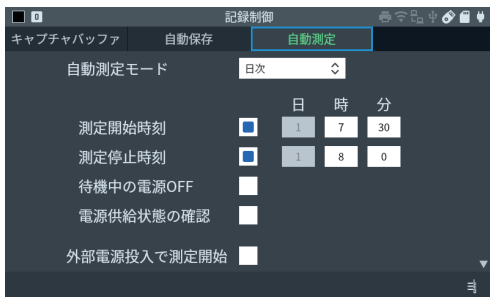 0 記録制御
キャプチャバッファ 自動保存 自動測定
自動測定モード 日次
日 時 分
測定開始時刻 1 7 30
測定停止時刻 1 8 0
待機中の電源OFF
電源供給状態の確認
外部電源投入で測定開始